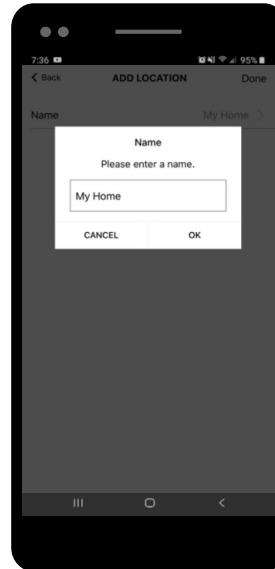 7:36 95%
Back ADD LOCATION Done
Name My Home
Name
Please enter a name.
My Home
CANCEL OK